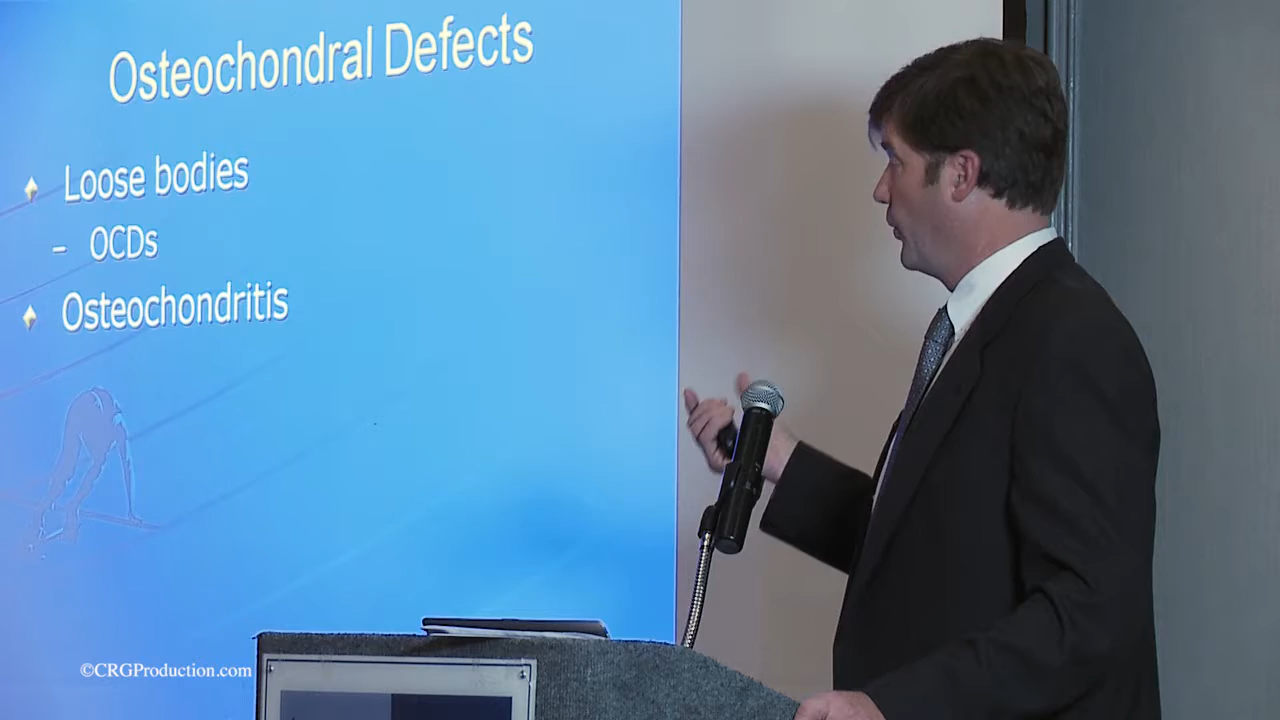 Osteochondral Defects
Loose bodies
– OCDs
Osteochondritis
©CRGProduction.com